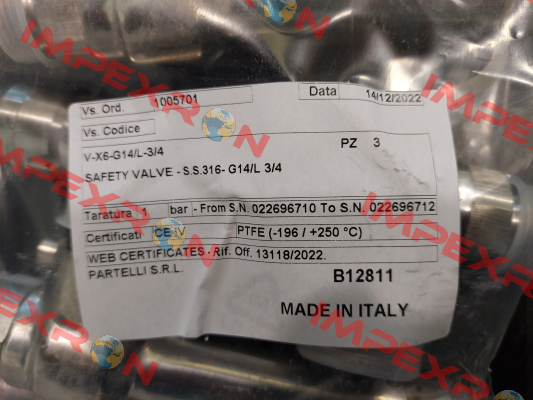 IMPEXRON
IMPEXRON
Vs. Ord. 1005701 Data 14/12/2022
Vs. Codice
V-X6-G14/L-3/4 PZ 3
SAFETY VALVE - S.S.316- G14/L 3/4
Taratura 1 bar - From S.N. 022696710 To S.N. 022696712
Certificati CE IV PTFE (-196 / +250 °C)
WEB CERTIFICATES - Rif. Off. 13118/2022.
PARTELLI S.R.L.
B12811
MADE IN ITALY
IMPEXRON
IMPEXRON